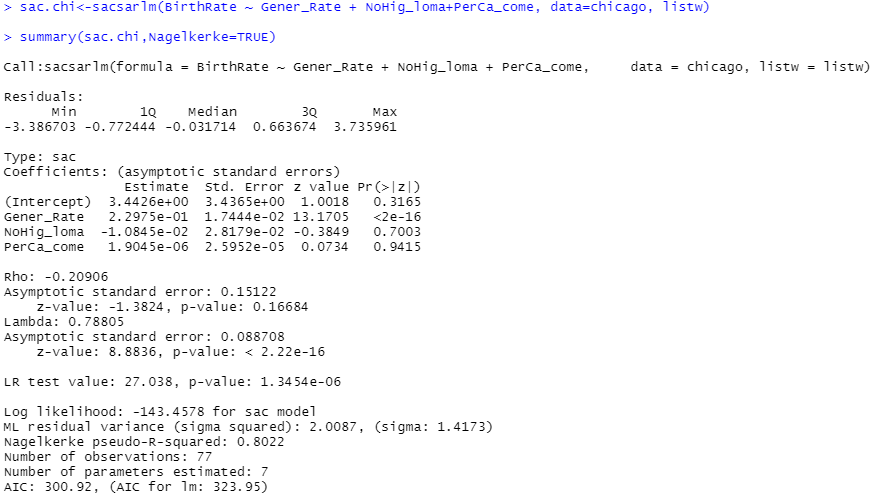 > sac.chi<-sacsarlm(BirthRate ~ Gener_Rate + NoHig_loma+PerCa_come, data=chicago, listw)
> summary(sac.chi,Nagelkerke=TRUE)
Call:sacsarlm(formula = BirthRate ~ Gener_Rate + NoHig_loma + PerCa_come,     data = chicago, listw = listw)
Residuals:
      Min        1Q    Median        3Q       Max
-3.386703 -0.772444 -0.031714  0.663674  3.735961
Type: sac
Coefficients: (asymptotic standard errors)
               Estimate  Std. Error z value Pr(>|z|)
(Intercept)  3.4426e+00  3.4365e+00  1.0018   0.3165
Gener_Rate   2.2975e-01  1.7444e-02 13.1705   <2e-16
NoHig_loma  -1.0845e-02  2.8179e-02 -0.3849   0.7003
PerCa_come   1.9045e-06  2.5952e-05  0.0734   0.9415
Rho: -0.20906
Asymptotic standard error: 0.15122
    z-value: -1.3824, p-value: 0.16684
Lambda: 0.78805
Asymptotic standard error: 0.088708
    z-value: 8.8836, p-value: < 2.22e-16
LR test value: 27.038, p-value: 1.3454e-06
Log likelihood: -143.4578 for sac model
ML residual variance (sigma squared): 2.0087, (sigma: 1.4173)
Nagelkerke pseudo-R-squared: 0.8022
Number of observations: 77
Number of parameters estimated: 7
AIC: 300.92, (AIC for lm: 323.95)